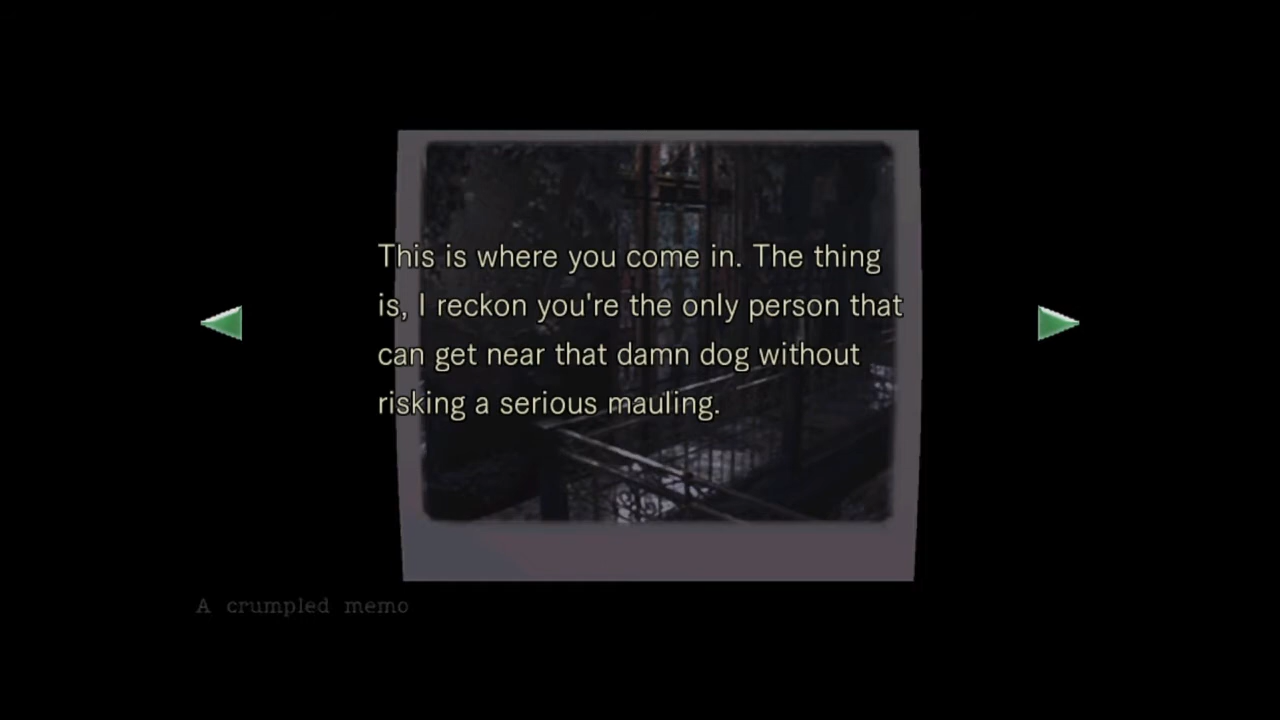 This is where you come in. The thing
is, I reckon you're the only person that
can get near that damn dog without
risking a serious mauling.
A crumpled memo